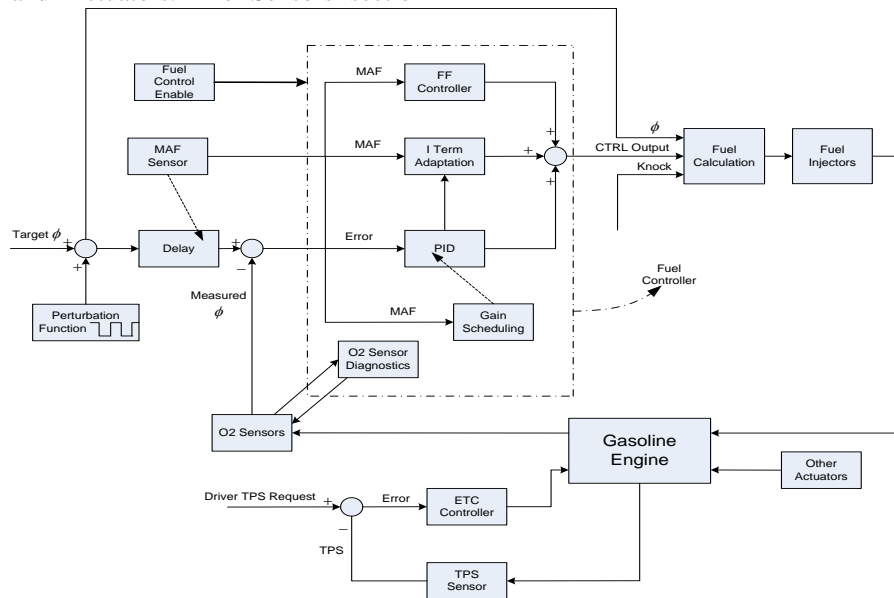 Fuel
Control
Enable
MAF
FF
Controller
MAF
Sensor
MAF
I Term
Adaptation
+
+
+
ϕ
CTRL Output
Knock
Fuel
Calculation
Fuel
Injectors
Target ϕ
+
+
Delay
+
−
Error
PID
Measured
ϕ
Perturbation
Function
MAF
Gain
Scheduling
Fuel
Controller
O2 Sensor
Diagnostics
O2 Sensors
Gasoline
Engine
Other
Actuators
Driver TPS Request
+
−
Error
ETC
Controller
TPS
TPS
Sensor